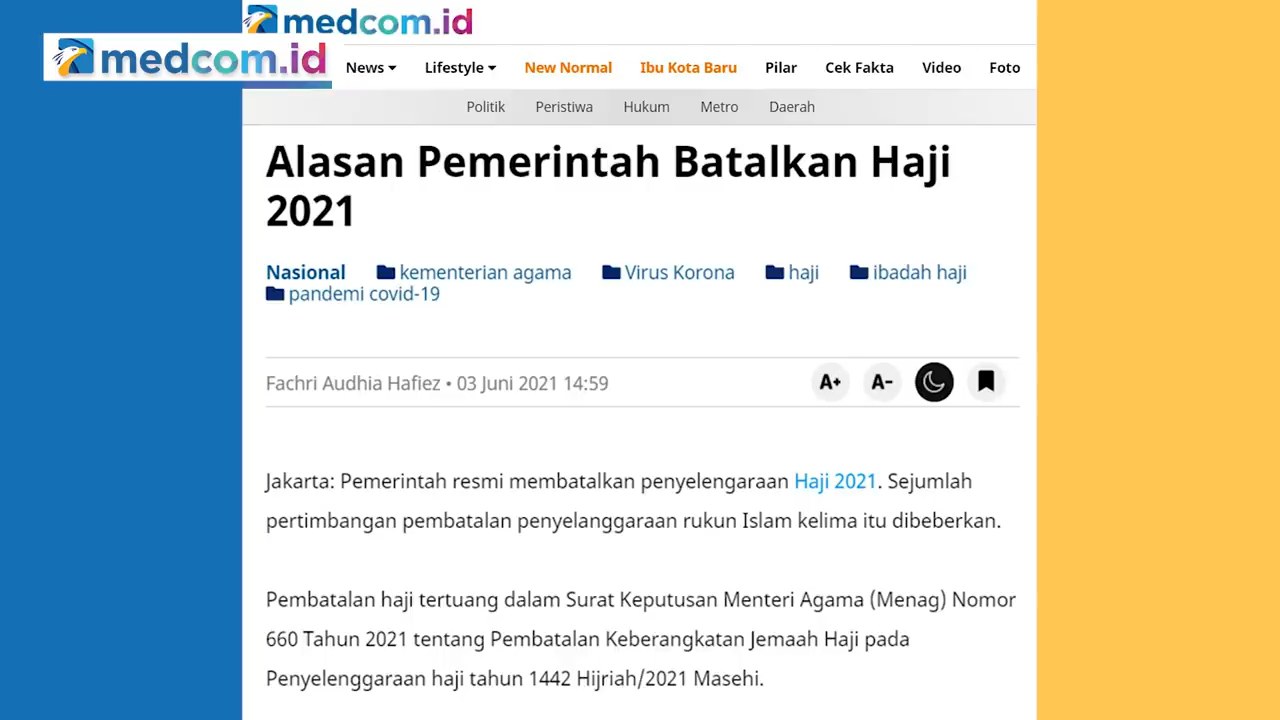 medcom.id
medcom.id
News Lifestyle New Normal Ibu Kota Baru Pilar Cek Fakta Video Foto
Politik Peristiwa Hukum Metro Daerah
Alasan Pemerintah Batalkan Haji
2021
Nasional kementerian agama Virus Korona haji ibadah haji
pandemi covid-19
Fachri Audhia Hafiez • 03 Juni 2021 14:59 A+ A-
Jakarta: Pemerintah resmi membatalkan penyelengaraan Haji 2021. Sejumlah
pertimbangan pembatalan penyelanggaraan rukun Islam kelima itu dibeberkan.
Pembatalan haji tertuang dalam Surat Keputusan Menteri Agama (Menag) Nomor
660 Tahun 2021 tentang Pembatalan Keberangkatan Jemaah Haji pada
Penyelenggaraan haji tahun 1442 Hijriah/2021 Masehi.